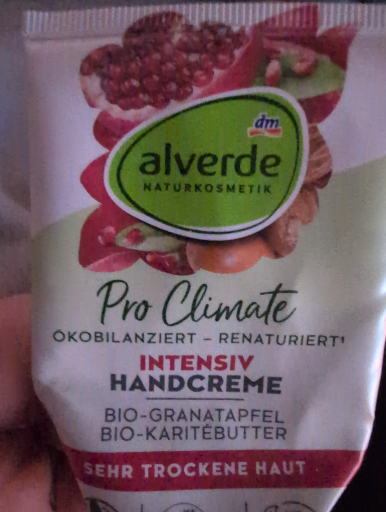 dm
alverde
NATURKOSMETIK
Pro Climate
ÖKOBILANZIERT – RENATURIERT¹
INTENSIV
HANDCREME
BIO-GRANATAPFEL
BIO-KARITÉBUTTER
SEHR TROCKENE HAUT